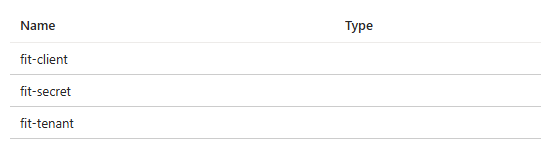 Name Type
fit-client
fit-secret
fit-tenant